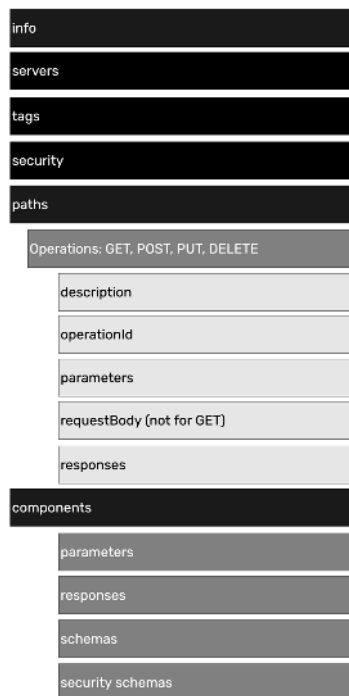 info
servers
tags
security
paths
Operations: GET, POST, PUT, DELETE
description
operationId
parameters
requestBody (not for GET)
responses
components
parameters
responses
schemas
security schemas